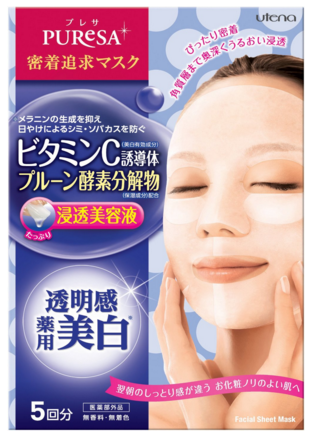 プレサ
PURESA
密着追求マスク
utena
ぴったり密着
角質層まで奥深くうるおい浸透
メラニンの生成を抑え
日やけによるシミ・ソバカスを防ぐ
ビタミンC誘導体
(美白有効成分)
プルーン酵素分解物
(保湿成分)配合
たっぷり
浸透美容液
透明感
薬用美白*
翌朝のしっとり感が違う お化粧ノリのよい肌へ
5回分
医薬部外品
無香料・無着色
Facial Sheet Mask